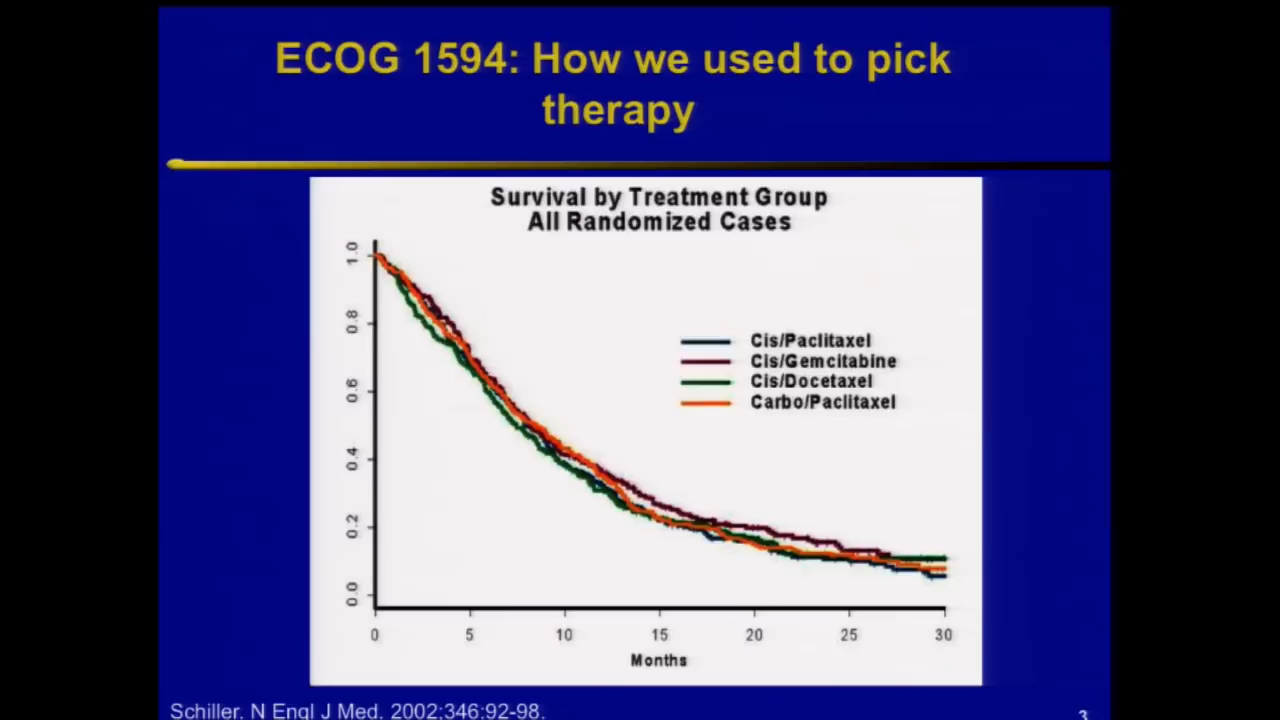 ECOG 1594: How we used to pick
therapy
Survival by Treatment Group
All Randomized Cases
1.0
0.8
0.6
0.4
0.2
0.0
Cis/Paclitaxel
Cis/Gemcitabine
Cis/Docetaxel
Carbo/Paclitaxel
0 5 10 15 20 25 30
Months
Schiller, N Engl J Med. 2002;346:92-98.
3